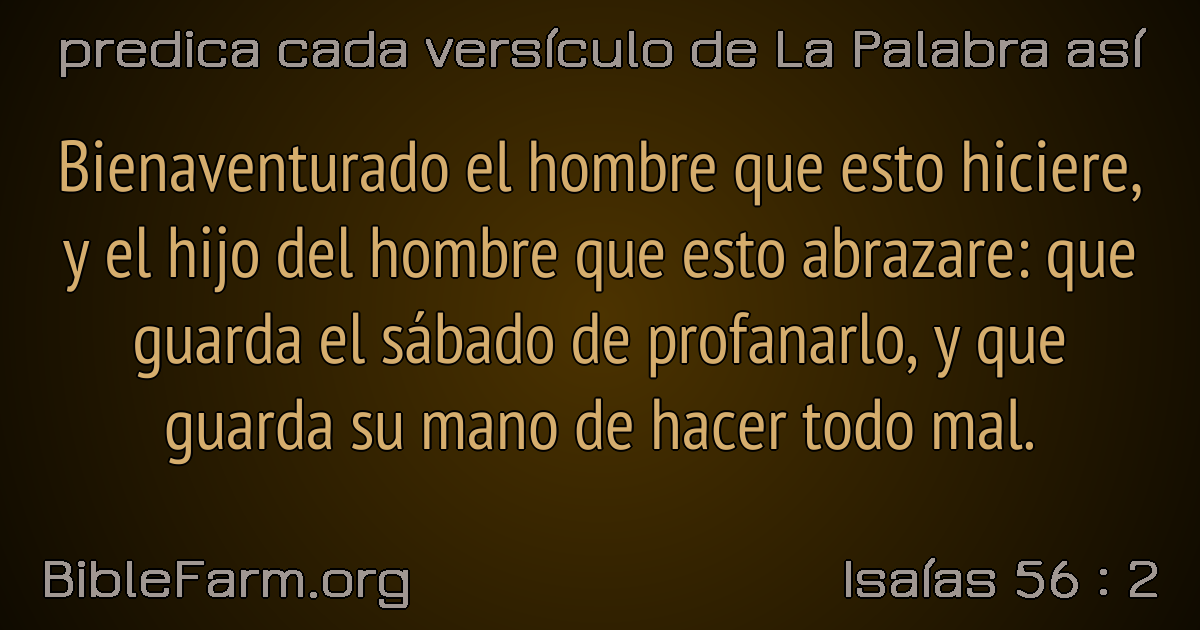 predica cada versículo de La Palabra así
Bienaventurado el hombre que esto hiciere,
y el hijo del hombre que esto abrazare: que
guarda el sábado de profanarlo, y que
guarda su mano de hacer todo mal.
BibleFarm.org
Isaías 56 : 2